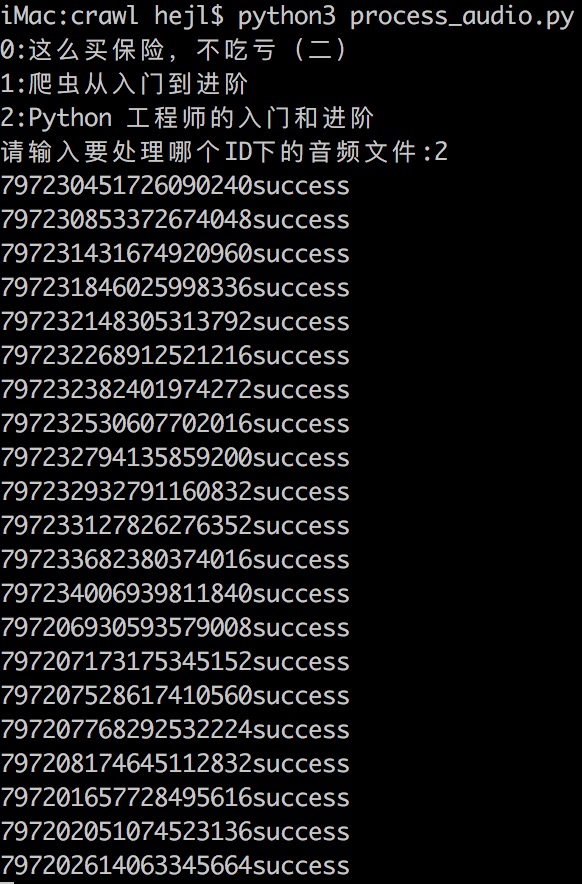 iMac:crawl hejl$ python3 process_audio.py
0:这么买保险，不吃亏（二）
1:爬虫从入门到进阶
2:Python 工程师的入门和进阶
请输入要处理哪个ID下的音频文件:2
797230451726090240success
797230853372674048success
797231431674920960success
797231846025998336success
797232148305313792success
797232268912521216success
797232382401974272success
797232530607702016success
797232794135859200success
797232932791160832success
797233127826276352success
797233682380374016success
797234006939811840success
797206930593579008success
797207173175345152success
797207528617410560success
797207768292532224success
797208174645112832success
797201657728495616success
797202051074523136success
797202614063345664success